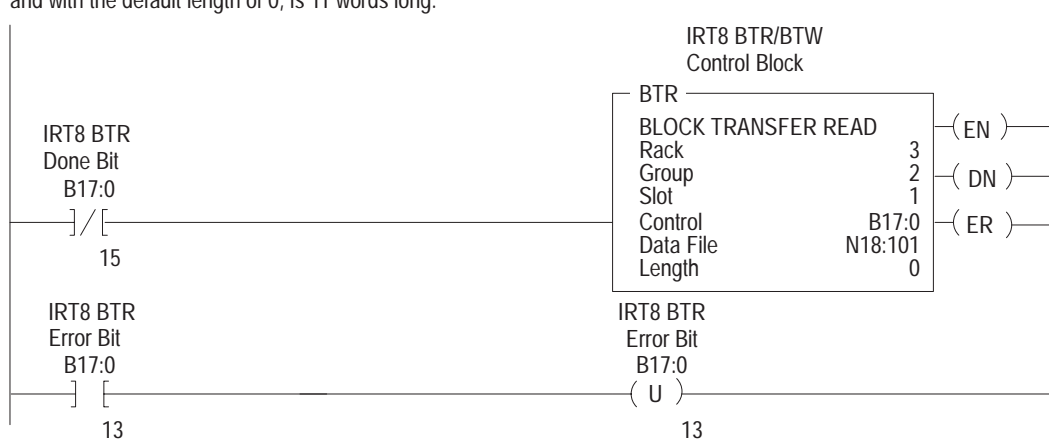 and with the default length of 0, is 11 words long.
IRT8 BTR/BTW
Control Block
BTR
BLOCK TRANSFER READ
Rack 3
Group 2
Slot 1
Control B17:0
Data File N18:101
Length 0
EN
DN
ER
IRT8 BTR
Done Bit
B17:0
15
IRT8 BTR
Error Bit
B17:0
13
IRT8 BTR
Error Bit
B17:0
U
13